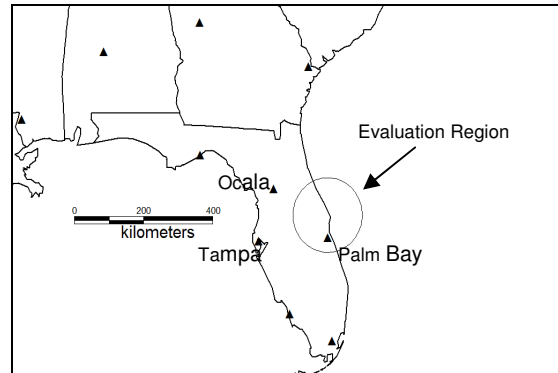 Evaluation Region
Ocala
0 200 400
kilometers
Tampa
Palm Bay